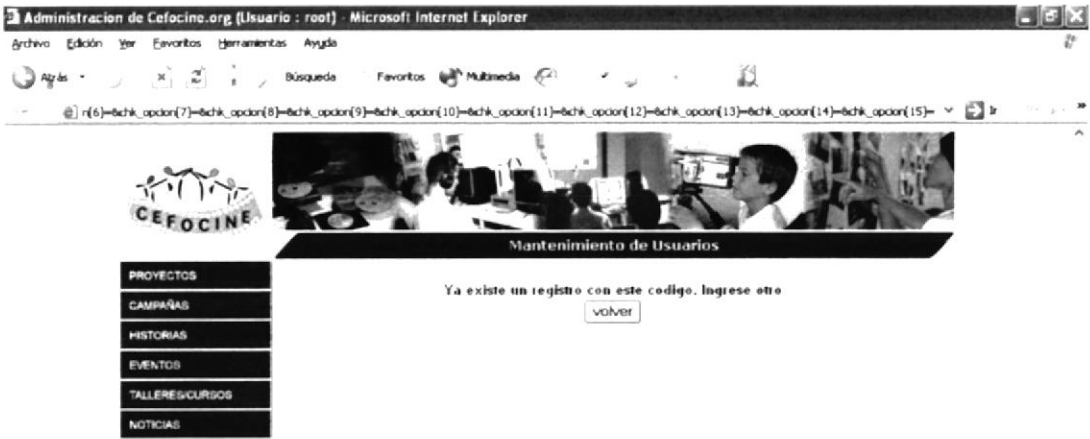 Administracion de Cefocine.org (Usuario : root) - Microsoft Internet Explorer
Archivo Edición Ver Favoritos Herramientas Ayuda
Atrás Búsqueda Favoritos Multimedia
n[6]=&chk_opcion[7]=&chk_opcion[8]=&chk_opcion[9]=&chk_opcion[10]=&chk_opcion[11]=&chk_opcion[12]=&chk_opcion[13]=&chk_opcion[14]=&chk_opcion[15]= Ir
CEFOCINE
Mantenimiento de Usuarios
PROYECTOS
CAMPAÑAS
HISTORIAS
EVENTOS
TALLERES/CURSOS
NOTICIAS
Ya existe un registro con este codigo. Ingrese otro
volver